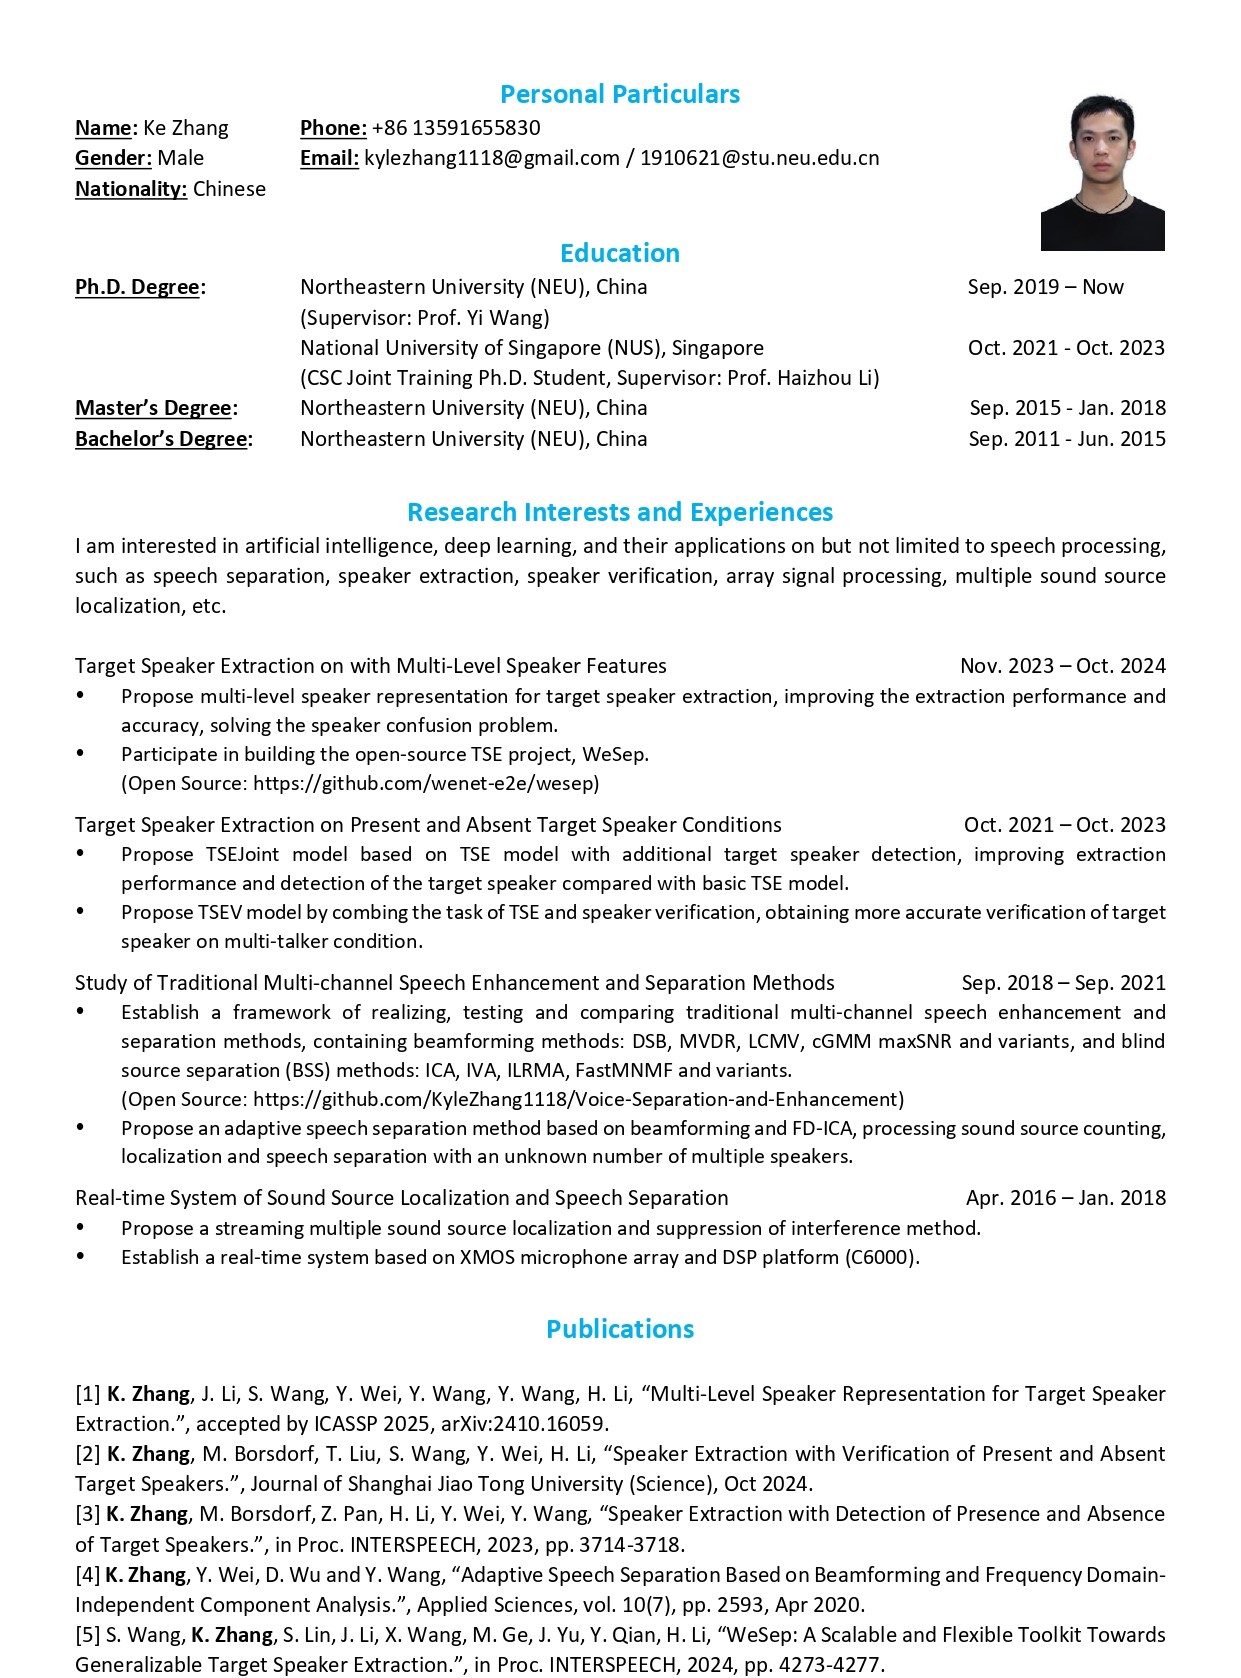 Personal Particulars
Name: Ke Zhang Phone: +86 13591655830
Gender: Male Email: kylezhang1118@gmail.com / 1910621@stu.neu.edu.cn
Nationality: Chinese
Education
Ph.D. Degree: Northeastern University (NEU), China Sep. 2019 – Now
(Supervisor: Prof. Yi Wang)
National University of Singapore (NUS), Singapore Oct. 2021 - Oct. 2023
(CSC Joint Training Ph.D. Student, Supervisor: Prof. Haizhou Li)
Master’s Degree: Northeastern University (NEU), China Sep. 2015 - Jan. 2018
Bachelor’s Degree: Northeastern University (NEU), China Sep. 2011 - Jun. 2015
Research Interests and Experiences
I am interested in artificial intelligence, deep learning, and their applications on but not limited to speech processing,
such as speech separation, speaker extraction, speaker verification, array signal processing, multiple sound source
localization, etc.
Target Speaker Extraction on with Multi-Level Speaker Features Nov. 2023 – Oct. 2024
• Propose multi-level speaker representation for target speaker extraction, improving the extraction performance and
accuracy, solving the speaker confusion problem.
• Participate in building the open-source TSE project, WeSep.
(Open Source: https://github.com/wenet-e2e/wesep)
Target Speaker Extraction on Present and Absent Target Speaker Conditions Oct. 2021 – Oct. 2023
• Propose TSEJoint model based on TSE model with additional target speaker detection, improving extraction
performance and detection of the target speaker compared with basic TSE model.
• Propose TSEV model by combing the task of TSE and speaker verification, obtaining more accurate verification of target
speaker on multi-talker condition.
Study of Traditional Multi-channel Speech Enhancement and Separation Methods Sep. 2018 – Sep. 2021
• Establish a framework of realizing, testing and comparing traditional multi-channel speech enhancement and
separation methods, containing beamforming methods: DSB, MVDR, LCMV, cGMM maxSNR and variants, and blind
source separation (BSS) methods: ICA, IVA, ILRMA, FastMNMF and variants.
(Open Source: https://github.com/KyleZhang1118/Voice-Separation-and-Enhancement)
• Propose an adaptive speech separation method based on beamforming and FD-ICA, processing sound source counting,
localization and speech separation with an unknown number of multiple speakers.
Real-time System of Sound Source Localization and Speech Separation Apr. 2016 – Jan. 2018
• Propose a streaming multiple sound source localization and suppression of interference method.
• Establish a real-time system based on XMOS microphone array and DSP platform (C6000).
Publications
[1] K. Zhang, J. Li, S. Wang, Y. Wei, Y. Wang, Y. Wang, H. Li, “Multi-Level Speaker Representation for Target Speaker
Extraction.”, accepted by ICASSP 2025, arXiv:2410.16059.
[2] K. Zhang, M. Borsdorf, T. Liu, S. Wang, Y. Wei, H. Li, “Speaker Extraction with Verification of Present and Absent
Target Speakers.”, Journal of Shanghai Jiao Tong University (Science), Oct 2024.
[3] K. Zhang, M. Borsdorf, Z. Pan, H. Li, Y. Wei, Y. Wang, “Speaker Extraction with Detection of Presence and Absence
of Target Speakers.”, in Proc. INTERSPEECH, 2023, pp. 3714-3718.
[4] K. Zhang, Y. Wei, D. Wu and Y. Wang, “Adaptive Speech Separation Based on Beamforming and Frequency Domain-
Independent Component Analysis.”, Applied Sciences, vol. 10(7), pp. 2593, Apr 2020.
[5] S. Wang, K. Zhang, S. Lin, J. Li, X. Wang, M. Ge, J. Yu, Y. Qian, H. Li, “WeSep: A Scalable and Flexible Toolkit Towards
Generalizable Target Speaker Extraction.”, in Proc. INTERSPEECH, 2024, pp. 4273-4277.